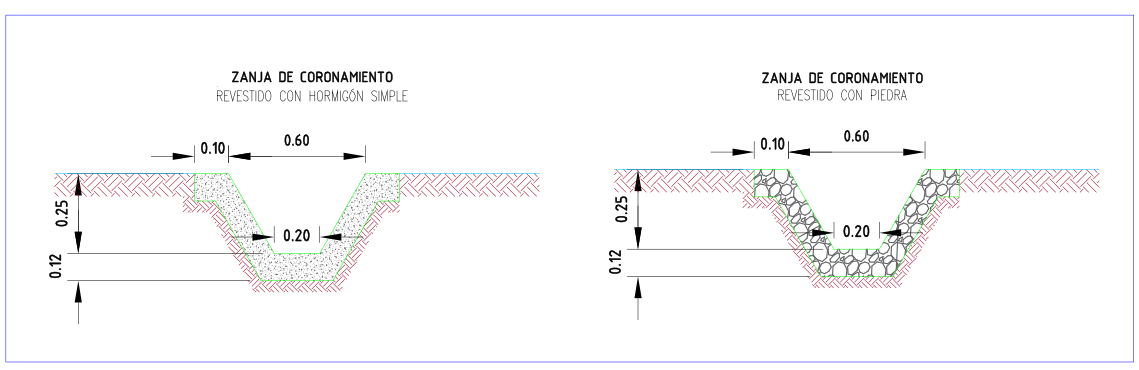 ZANJA DE CORONAMIENTO
REVESTIDO CON HORMIGÓN SIMPLE
0.10
0.60
0.25
0.20
0.12
ZANJA DE CORONAMIENTO
REVESTIDO CON PIEDRA
0.10
0.60
0.25
0.20
0.12